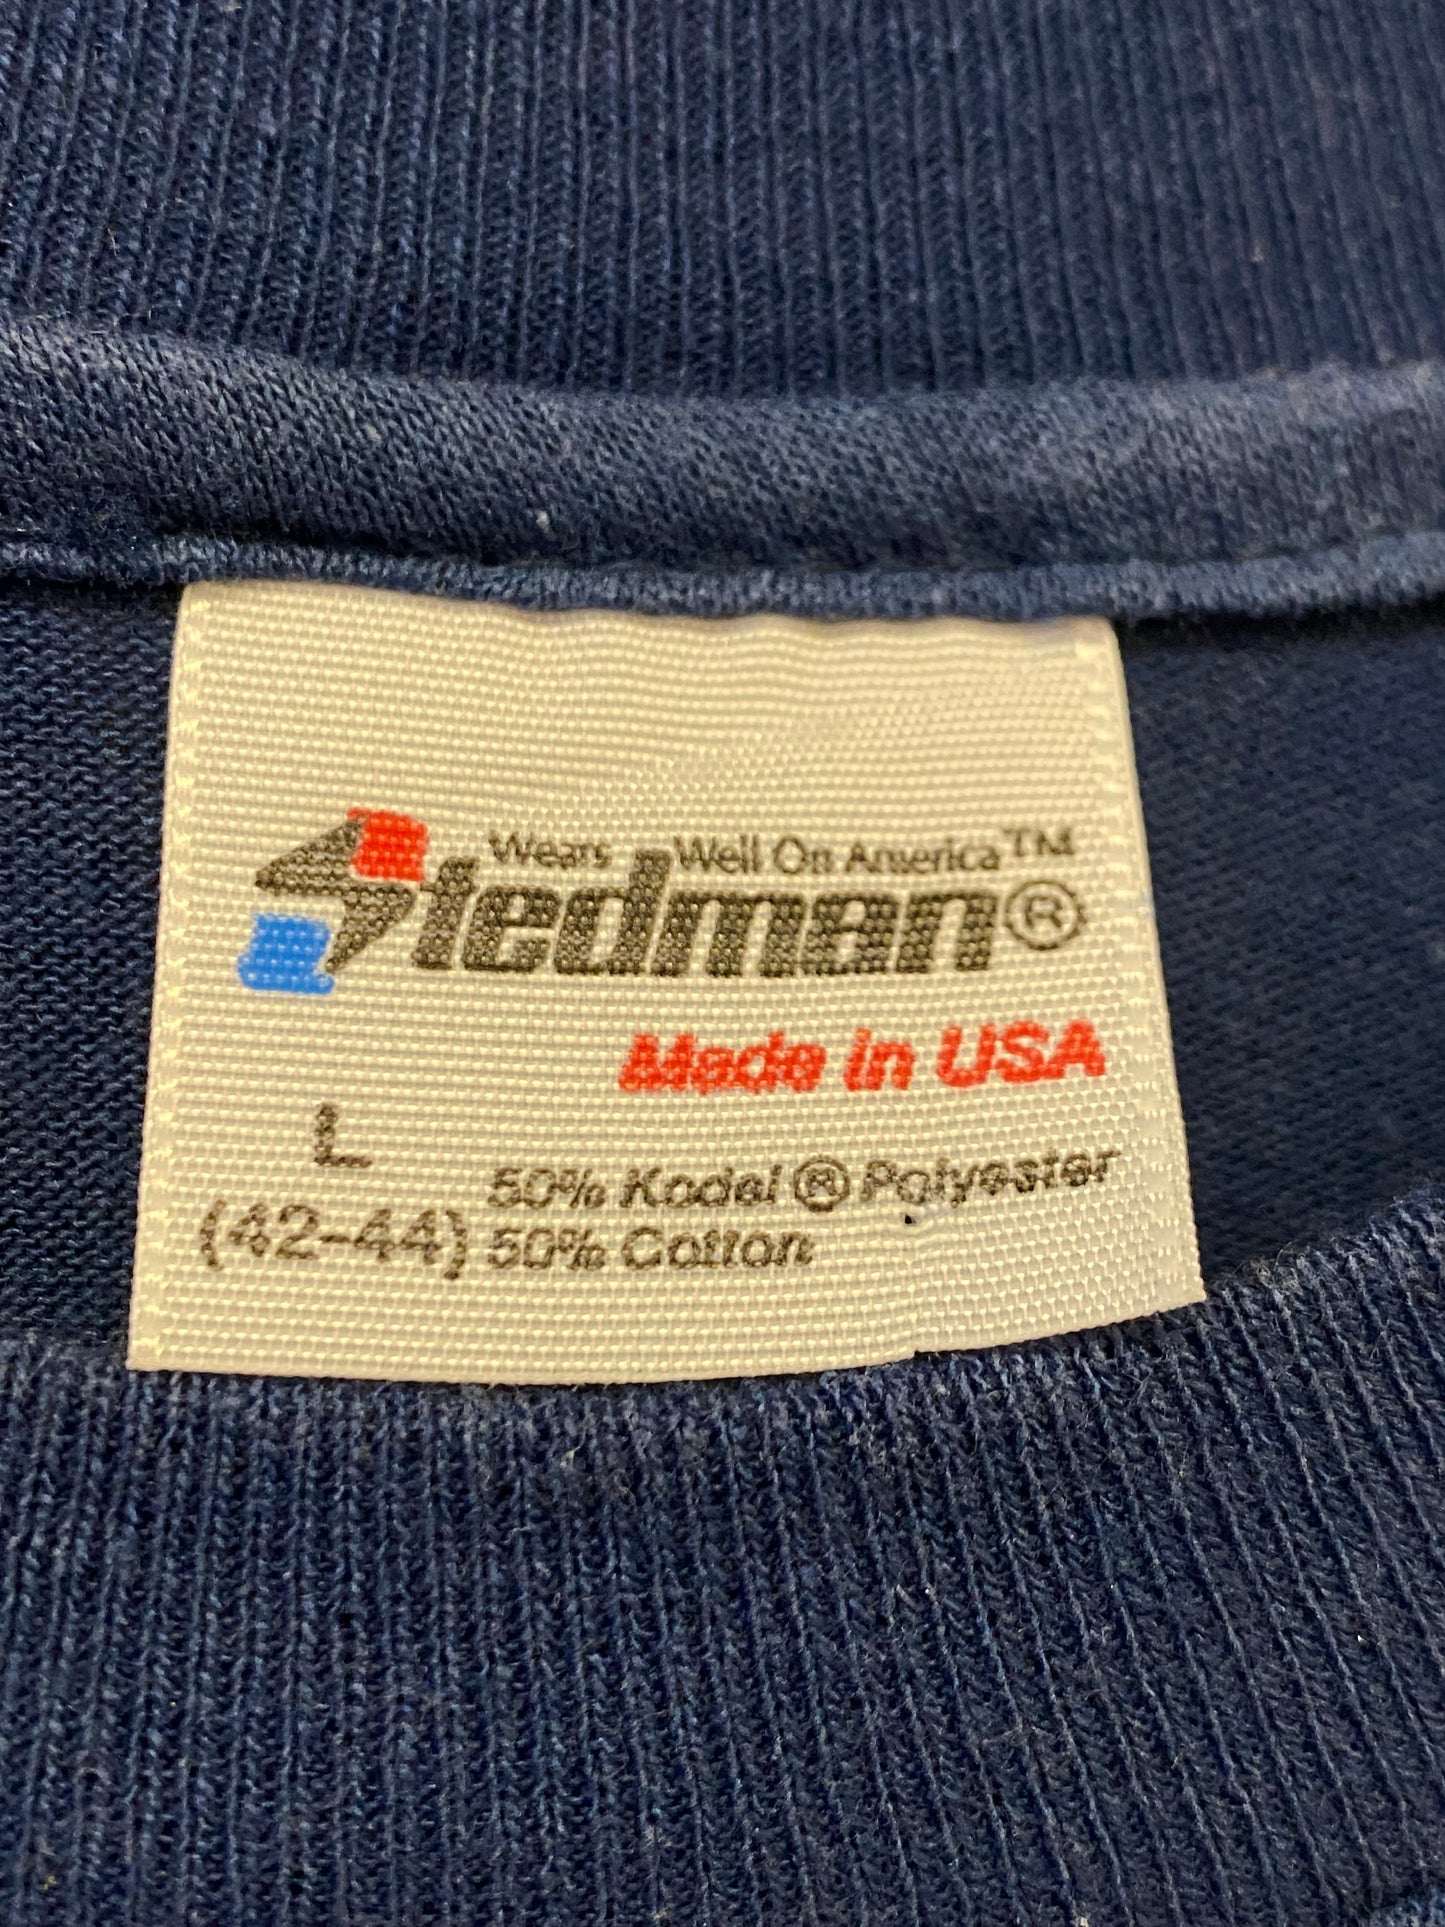 Wears Well On America™
Stedman®
Made in USA
L
(42-44)
50% Kodel ® Polyester
50% Cotton